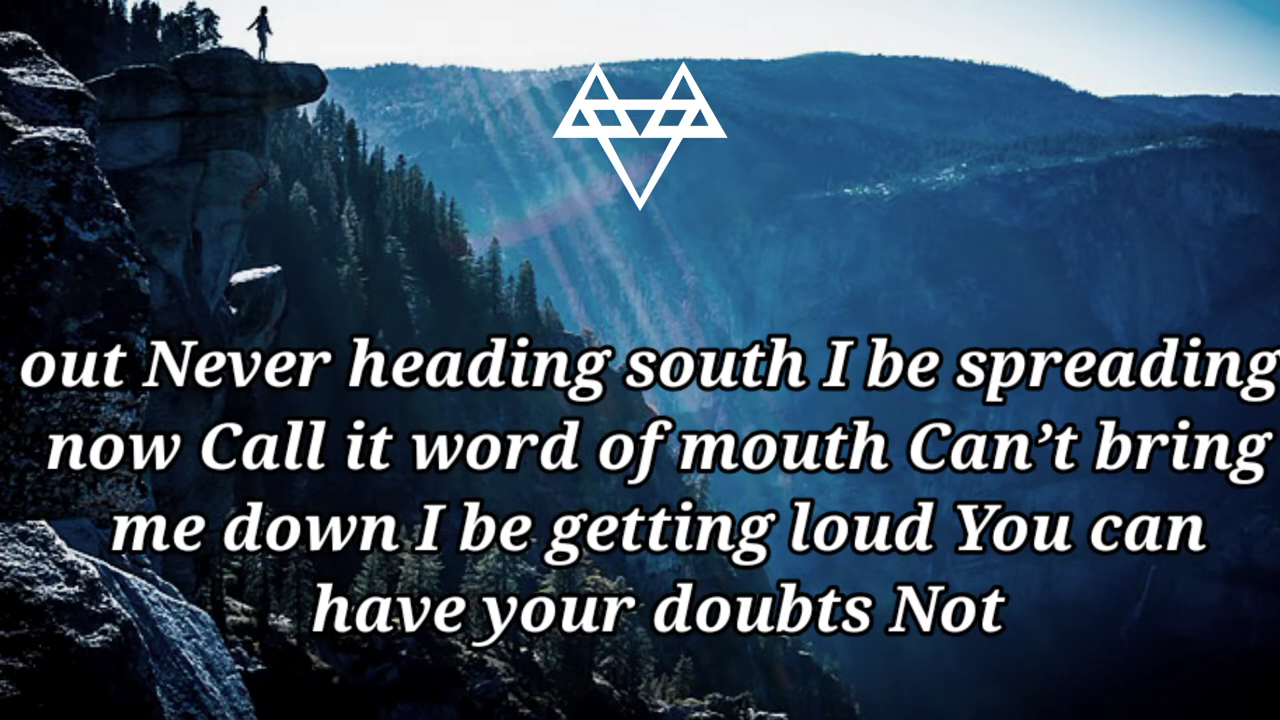 out Never heading south I be spreading
now Call it word of mouth Can’t bring
me down I be getting loud You can
have your doubts Not